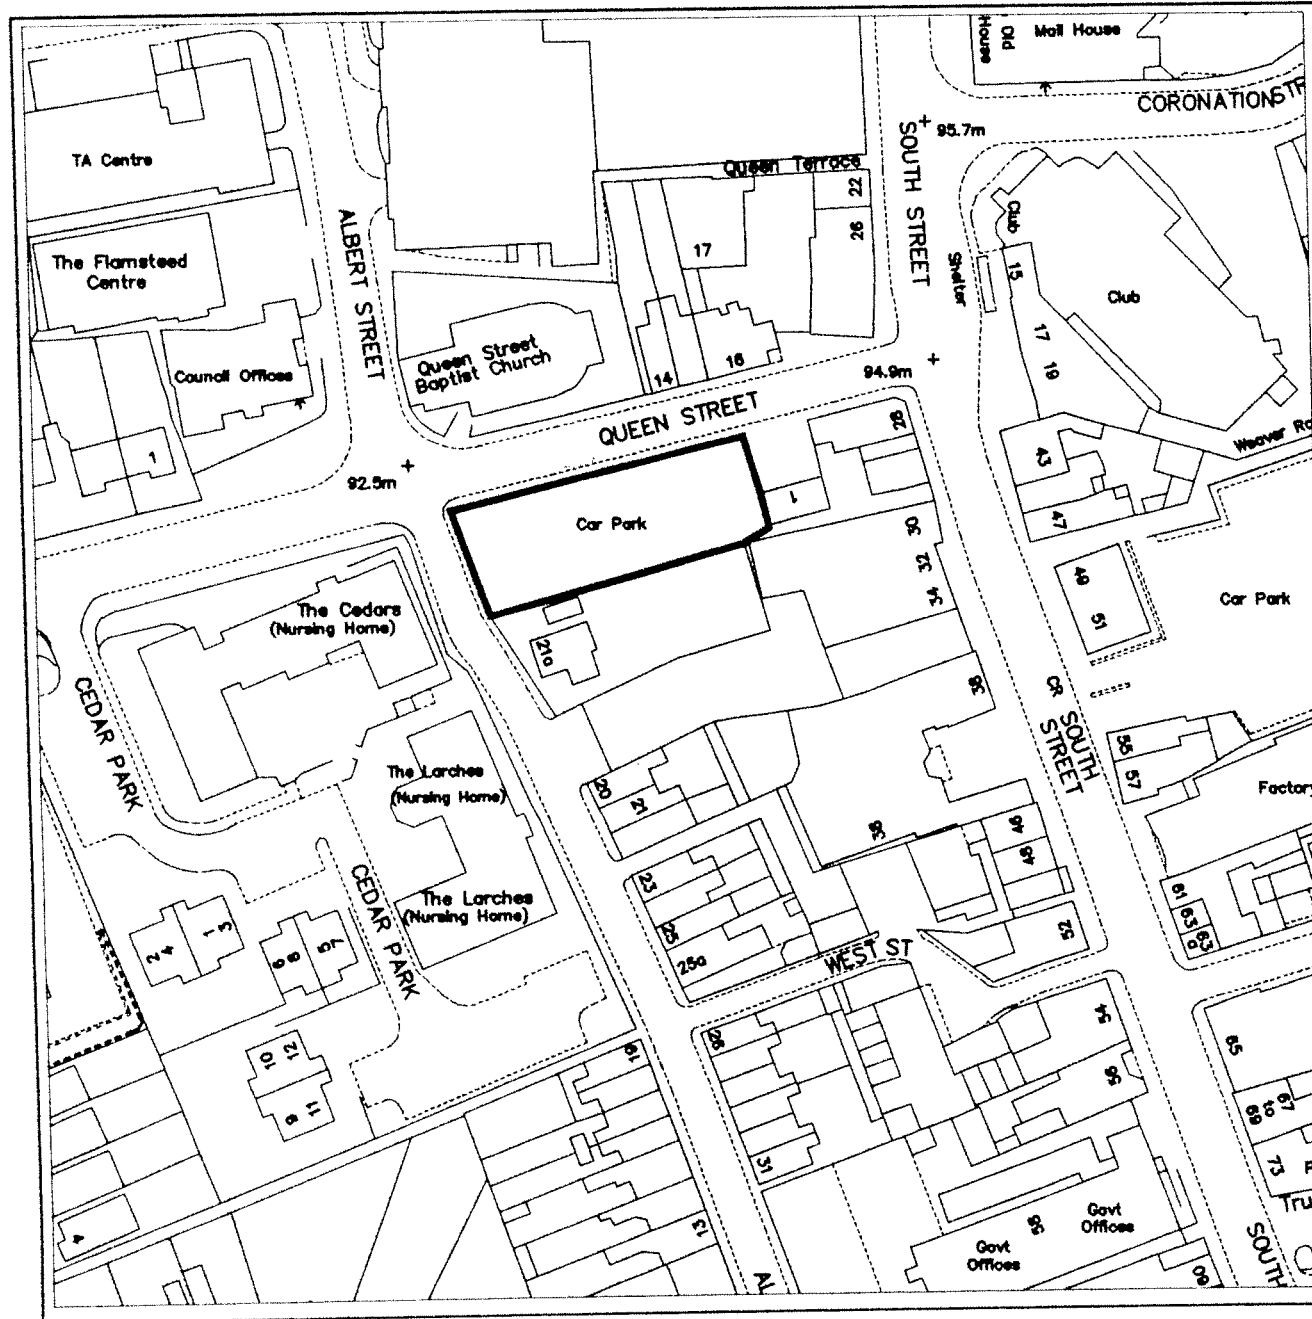 House
Old
Mail House
CORONATION
95.7m
SOUTH STREET
Queen Terrace
22
26
TA Centre
ALBERT STREET
17
Club
Shelter
15
Club
The Flamsteed
Centre
17
19
Queen Street
Baptist Church
Council Offices
14
16
94.9m
QUEEN STREET
28
1
43
Weaver
92.5m
Car Park
1
47
30
32
34
49
51
Car Park
The Cedars
(Nursing Home)
21a
CEDAR PARK
36
CR
SOUTH
STREET
55
57
Factory
The Larches
(Nursing Home)
20
21
38
46
48
23
25
25a
CEDAR PARK
The Larches
(Nursing Home)
61
63
a
63
52
WEST ST
2
4
1
3
6
8
5
7
54
10
12
9
11
19
26
56
65
67
to
69
73
31
4
13
Govt
Offices
58
Govt
Offices
Tru
SOUTH
60
AL